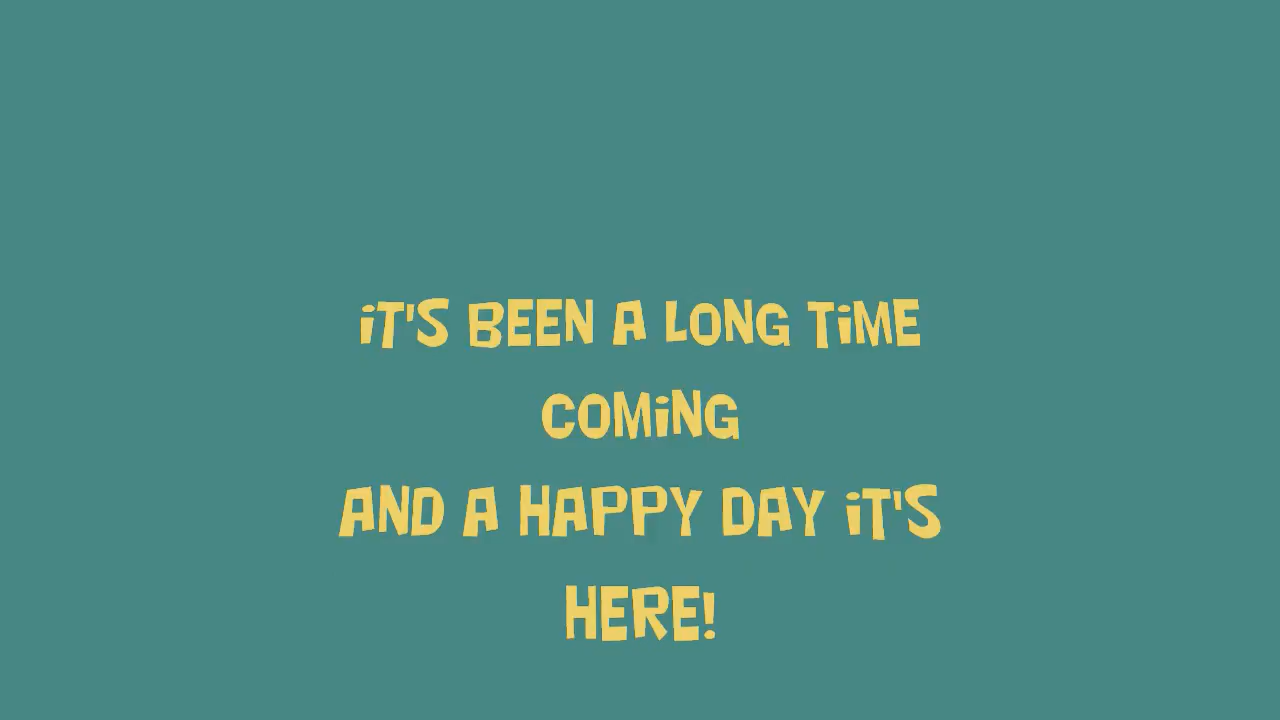 iT'S BEEN A LONG TiME
COMiNG
AND A HAPPY DAY iT'S
HERE!